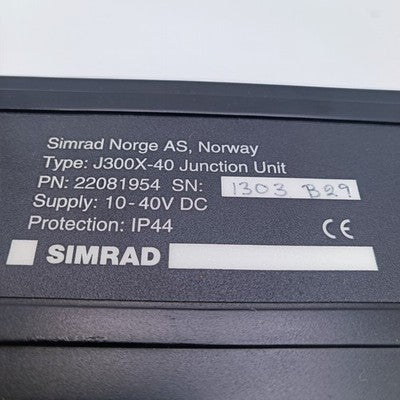 Simrad Norge AS, Norway
Type: J300X-40 Junction Unit
PN: 22081954 SN: 1303 B29
Supply: 10-40V DC
Protection: IP44 CE
SIMRAD